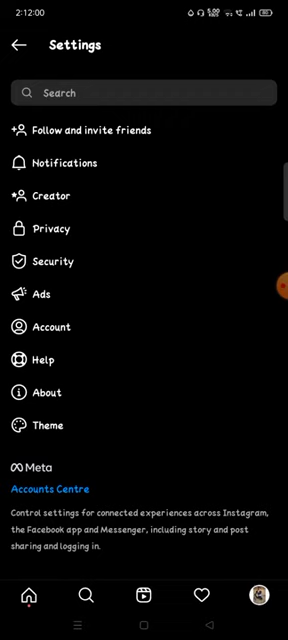 2:12:00
5.00
Settings
Search
Follow and invite friends
Notifications
Creator
Privacy
Security
Ads
Account
Help
About
Theme
Meta
Accounts Centre
Control settings for connected experiences across Instagram,
the Facebook app and Messenger, including story and post
sharing and logging in.